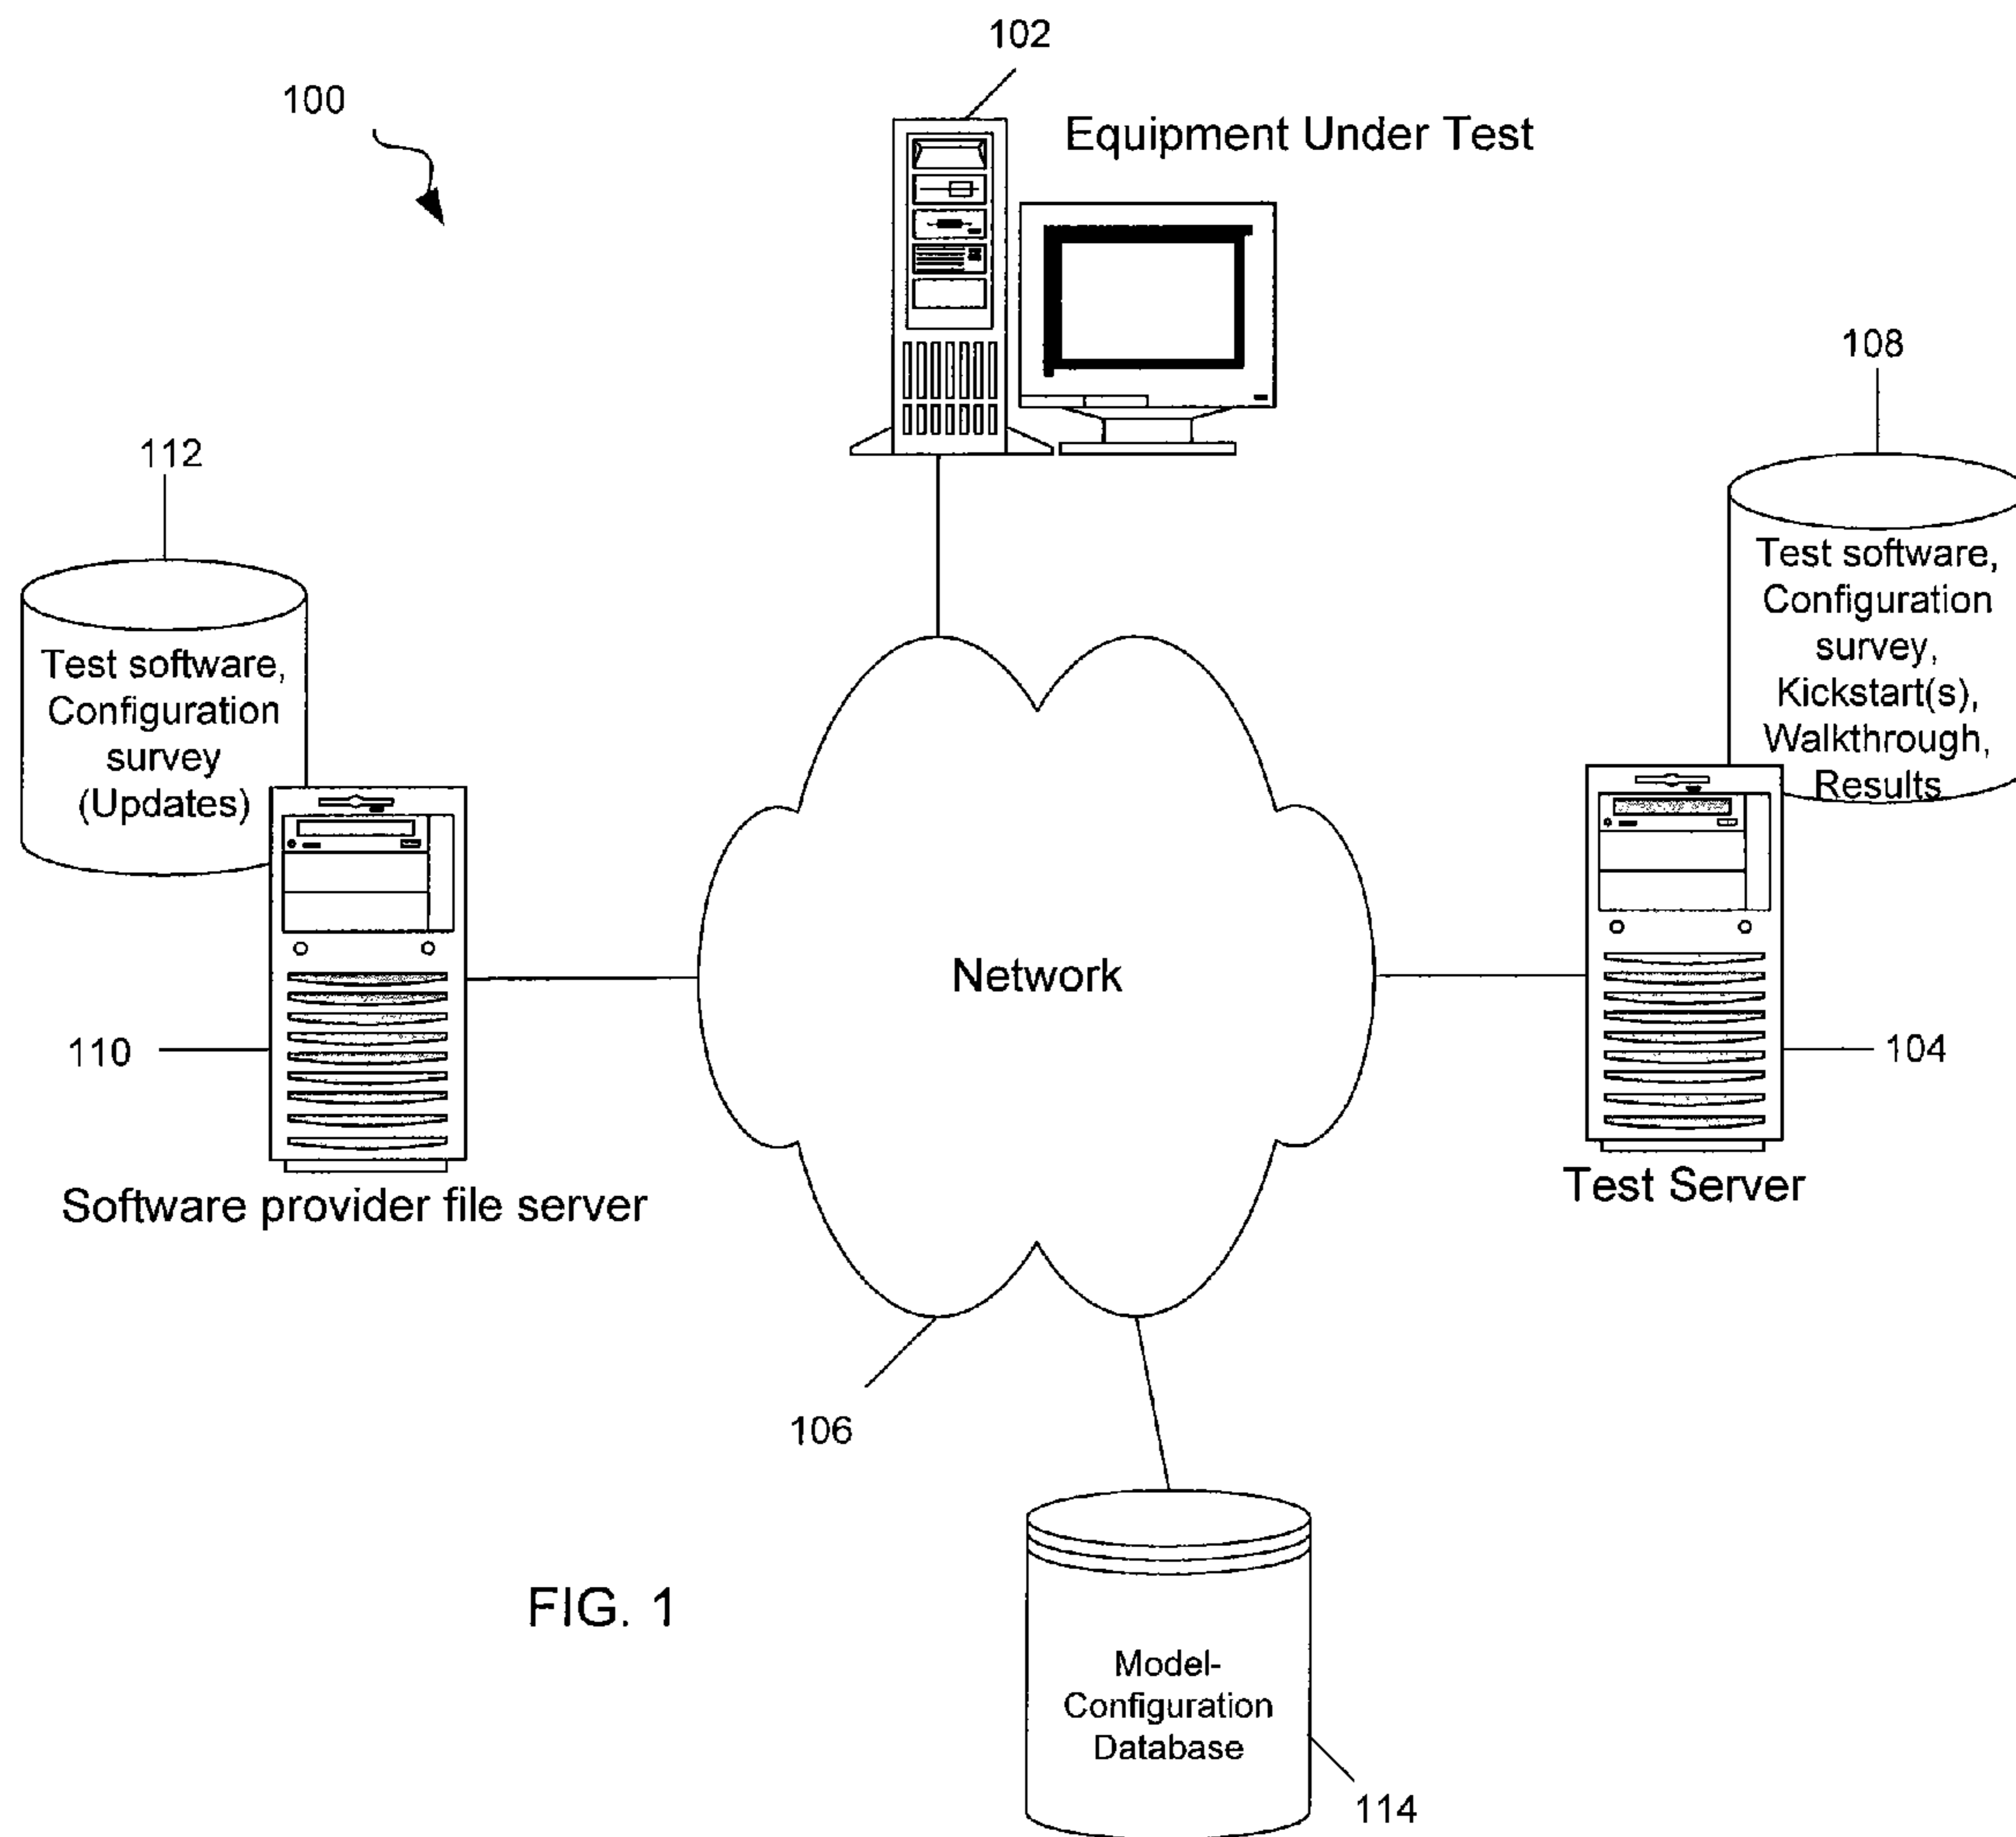 102
100
Equipment Under Test
108
112
Test software,
Configuration
survey,
Kickstart(s),
Walkthrough,
Results
Test software,
Configuration
survey
(Updates)
Network
110
104
Software provider file server
Test Server
106
FIG. 1
Model-
Configuration
Database
114